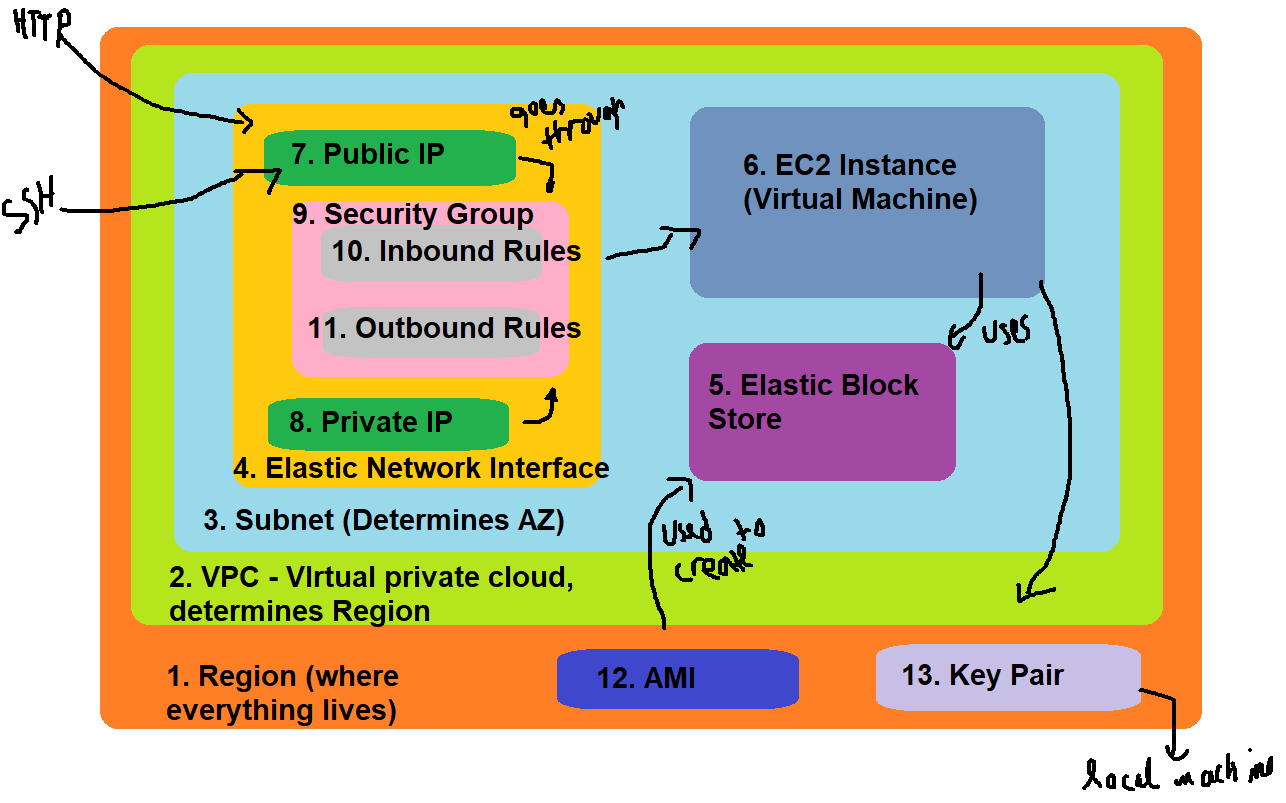 HTTP
goes
through
7. Public IP
6. EC2 Instance
(Virtual Machine)
SSH
9. Security Group
10. Inbound Rules
11. Outbound Rules
uses
5. Elastic Block
Store
8. Private IP
4. Elastic Network Interface
3. Subnet (Determines AZ)
used to
create
2. VPC - VIrtual private cloud,
determines Region
1. Region (where
everything lives)
12. AMI
13. Key Pair
local machine